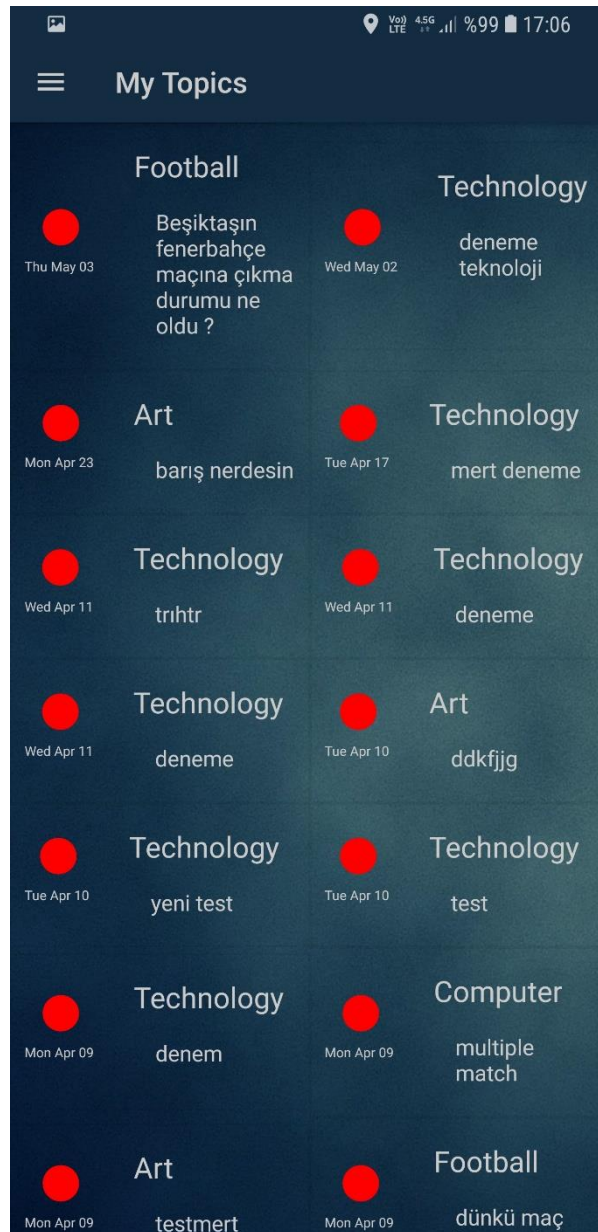 Voo) LTE 4.5G %99 17:06
My Topics
Football
Beşiktaşın
fenerbahçe
maçına çıkma
durumu ne
oldu ?
Thu May 03
Technology
deneme
teknoloji
Wed May 02
Art
barış nerdesin
Mon Apr 23
Technology
mert deneme
Tue Apr 17
Technology
trıhtr
Wed Apr 11
Technology
deneme
Wed Apr 11
Technology
deneme
Wed Apr 11
Art
ddkfjjg
Tue Apr 10
Technology
yeni test
Tue Apr 10
Technology
test
Tue Apr 10
Technology
denem
Mon Apr 09
Computer
multiple
match
Mon Apr 09
Art
testmert
Mon Apr 09
Football
dünkü maç
Mon Apr 09